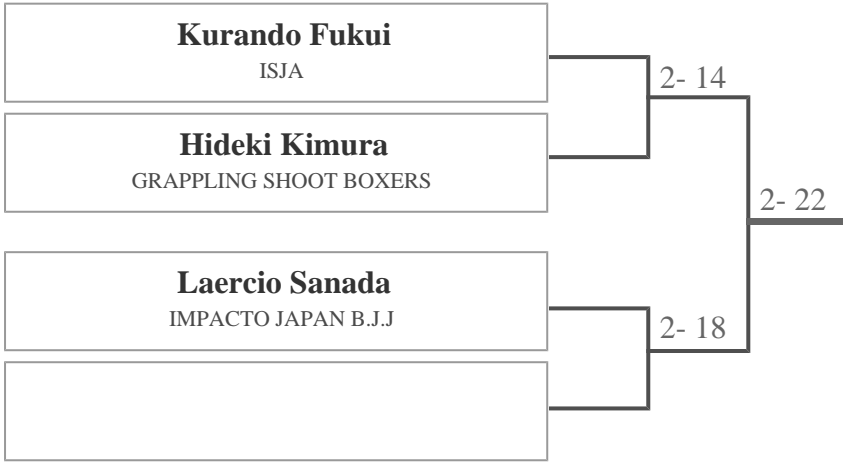 Kurando Fukui
ISJA
2- 14
Hideki Kimura
GRAPPLING SHOOT BOXERS
2- 22
Laercio Sanada
IMPACTO JAPAN B.J.J
2- 18